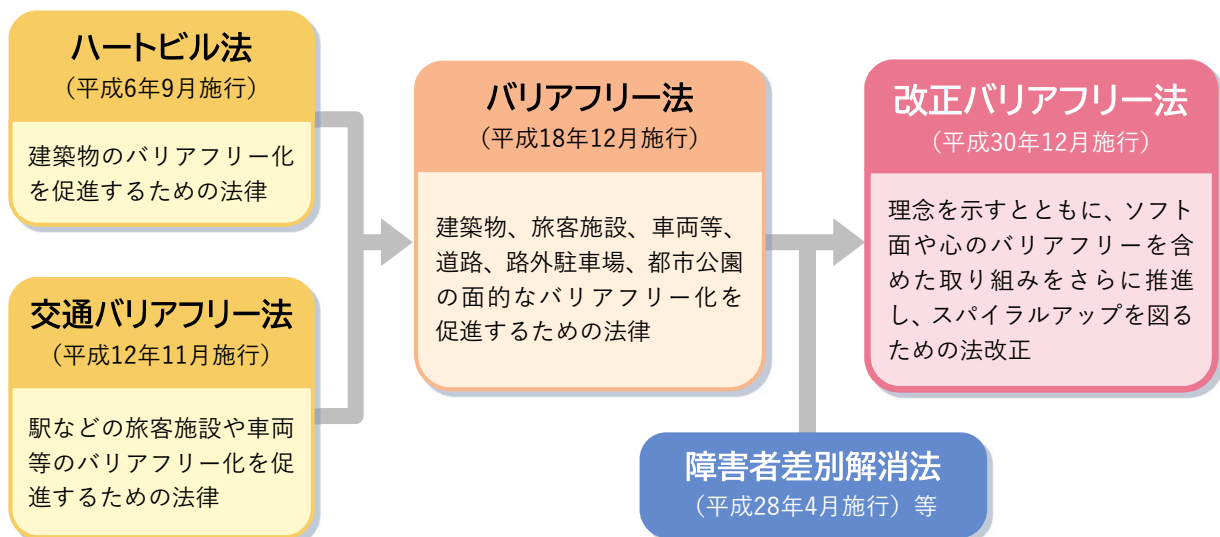 ハートビル法
（平成6年9月施行）
建築物のバリアフリー化
を促進するための法律
交通バリアフリー法
（平成12年11月施行）
駅などの旅客施設や車両
等のバリアフリー化を促
進するための法律
バリアフリー法
（平成18年12月施行）
建築物、旅客施設、車両等、
道路、路外駐車場、都市公園
の面的なバリアフリー化を
促進するための法律
障害者差別解消法
（平成28年4月施行）等
改正バリアフリー法
（平成30年12月施行）
理念を示すとともに、ソフト
面や心のバリアフリーを含
めた取り組みをさらに推進
し、スパイラルアップを図る
ための法改正